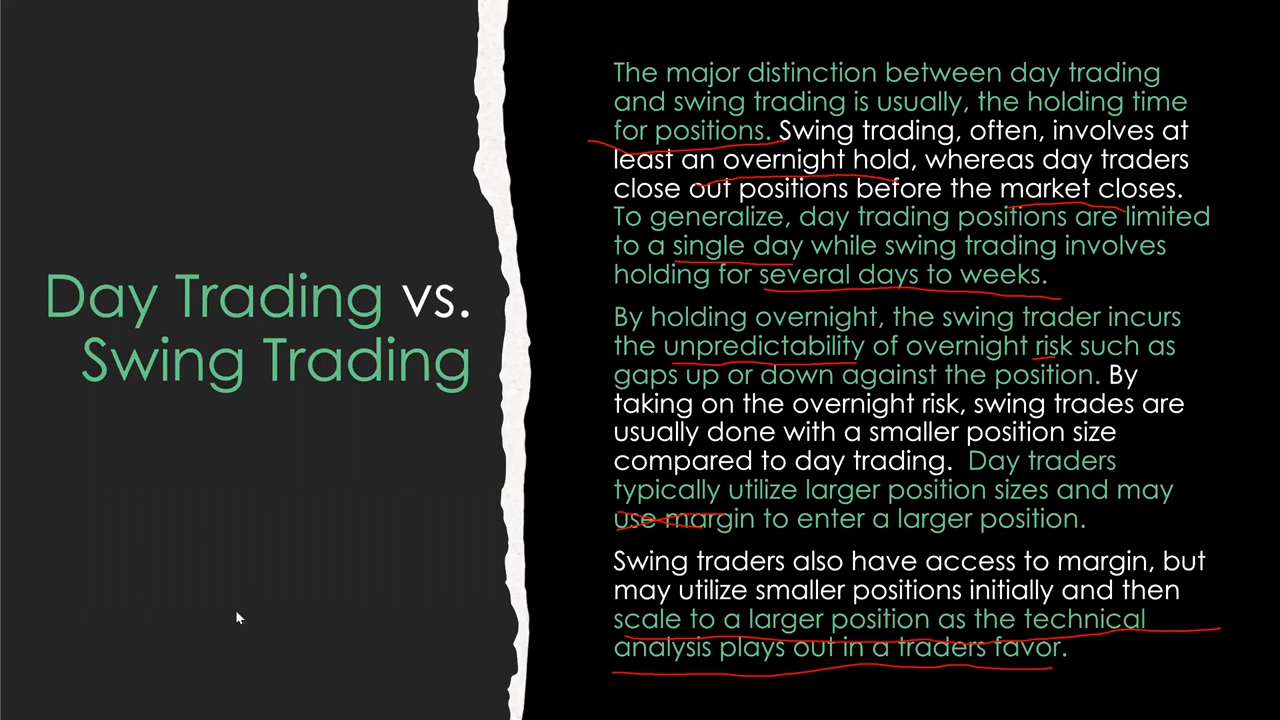 Day Trading vs.
Swing Trading
The major distinction between day trading
and swing trading is usually, the holding time
for positions. Swing trading, often, involves at
least an overnight hold, whereas day traders
close out positions before the market closes.
To generalize, day trading positions are limited
to a single day while swing trading involves
holding for several days to weeks.
By holding overnight, the swing trader incurs
the unpredictability of overnight risk such as
gaps up or down against the position. By
taking on the overnight risk, swing trades are
usually done with a smaller position size
compared to day trading. Day traders
typically utilize larger position sizes and may
use margin to enter a larger position.
Swing traders also have access to margin, but
may utilize smaller positions initially and then
scale to a larger position as the technical
analysis plays out in a traders favor.